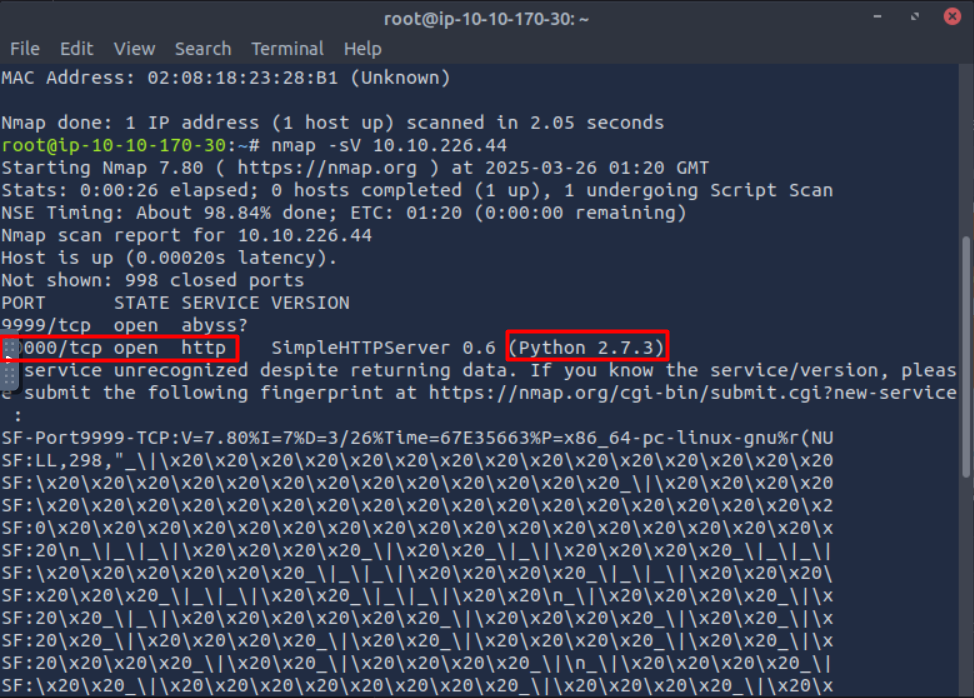 root@ip-10-10-170-30: ~
File Edit View Search Terminal Help
MAC Address: 02:08:18:23:28:B1 (Unknown)
Nmap done: 1 IP address (1 host up) scanned in 2.05 seconds
root@ip-10-10-170-30:~# nmap -sV 10.10.226.44
Starting Nmap 7.80 ( https://nmap.org ) at 2025-03-26 01:20 GMT
Stats: 0:00:26 elapsed; 0 hosts completed (1 up), 1 undergoing Script Scan
NSE Timing: About 98.84% done; ETC: 01:20 (0:00:00 remaining)
Nmap scan report for 10.10.226.44
Host is up (0.00020s latency).
Not shown: 998 closed ports
PORT STATE SERVICE VERSION
9999/tcp open abyss?
000/tcp open http SimpleHTTPServer 0.6 (Python 2.7.3)
service unrecognized despite returning data. If you know the service/version, pleas
e submit the following fingerprint at https://nmap.org/cgi-bin/submit.cgi?new-service
:
SF-Port9999-TCP:V=7.80%I=7%D=3/26%Time=67E35663%P=x86_64-pc-linux-gnu%r(NU
SF:LL,298,"_\|\x20\x20\x20\x20\x20\x20\x20\x20\x20\x20\x20\x20\x20\x20\x20
SF:\x20\x20\x20\x20\x20\x20\x20\x20\x20\x20\x20\x20\x20_\|\x20\x20\x20\x20
SF:\x20\x20\x20\x20\x20\x20\x20\x20\x20\x20\x20\x20\x20\x20\x20\x20\x20\x2
SF:0\x20\x20\x20\x20\x20\x20\x20\x20\x20\x20\x20\x20\x20\x20\x20\x20\x20\x
SF:20\n_\|_\|_\|\x20\x20\x20\x20_\|\x20\x20_\|_\|\x20\x20\x20\x20_\|_\|_\|
SF:\x20\x20\x20\x20\x20\x20_\|_\|_\|\x20\x20\x20\x20_\|_\|_\|\x20\x20\x20\
SF:x20\x20\x20_\|_\|_\|\x20\x20_\|_\|_\|\x20\x20\n_\|\x20\x20\x20\x20_\|\x
SF:20\x20_\|_\|\x20\x20\x20\x20\x20\x20_\|\x20\x20\x20\x20_\|\x20\x20_\|\x
SF:20\x20\x20\x20_\|\x20\x20_\|\x20\x20\x20\x20_\|\x20\x20_\|\x20\x20\x20\
SF:20\x20\x20\x20_\|\x20\x20_\|\x20\x20\x20\x20_\|\n_\|\x20\x20\x20\x20_\|
SF:\x20\x20_\|\x20\x20\x20\x20\x20\x20\x20\x20_\|\x20\x20\x20\x20_\|\x20\x